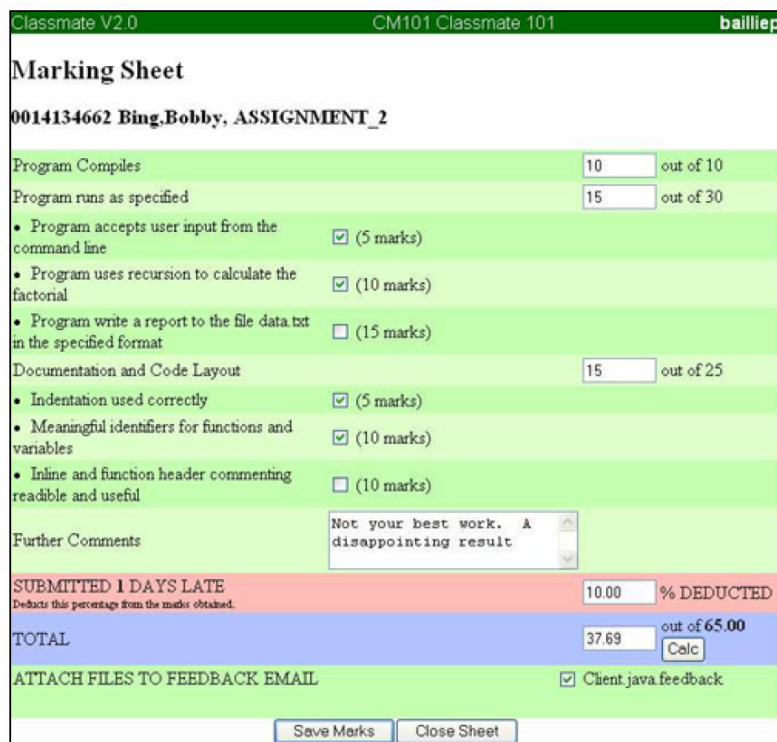 Classmate V2.0 CM101 Classmate 101 bailliep
Marking Sheet
0014134662 Bing,Bobby, ASSIGNMENT_2
Program Compiles 10 out of 10
Program runs as specified 15 out of 30
• Program accepts user input from the
command line (5 marks)
• Program uses recursion to calculate the
factorial (10 marks)
• Program write a report to the file data.txt
in the specified format (15 marks)
Documentation and Code Layout 15 out of 25
• Indentation used correctly (5 marks)
• Meaningful identifiers for functions and
variables (10 marks)
• Inline and function header commenting
readible and useful (10 marks)
Further Comments
Not your best work. A
disappointing result
SUBMITTED 1 DAYS LATE 10.00 % DEDUCTED
Deducts this percentage from the marks obtained.
TOTAL 37.69 out of 65.00
Calc
ATTACH FILES TO FEEDBACK EMAIL Client.java.feedback
Save Marks Close Sheet